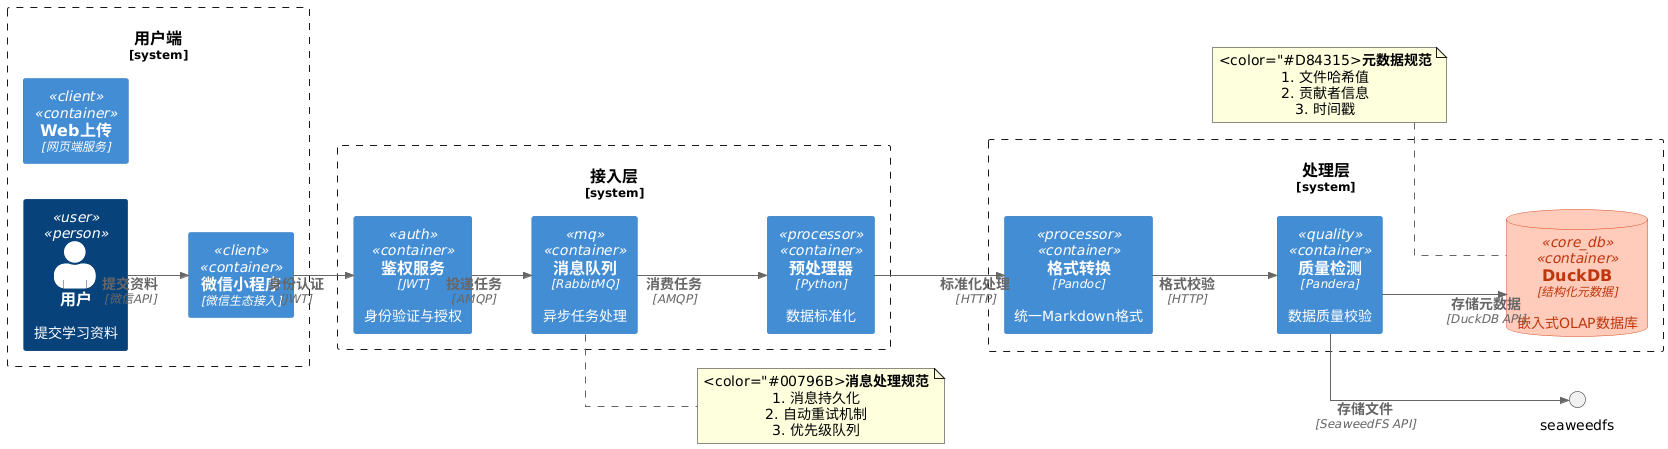 用户端
[system]
«client»
«container»
Web上传
[网页端服务]
«user»
«person»
用户
提交学习资料
提交资料
[微信API]
«client»
«container»
微信小程序
[微信生态接入]
身份认证
[JWT]
接入层
[system]
«auth»
«container»
鉴权服务
[JWT]
身份验证与授权
投递任务
[AMQP]
«mq»
«container»
消息队列
[RabbitMQ]
异步任务处理
消费任务
[AMQP]
«processor»
«container»
预处理器
[Python]
数据标准化
<color="#00796B>消息处理规范
1. 消息持久化
2. 自动重试机制
3. 优先级队列
标准化处理
[HTTP]
<color="#D84315>元数据规范
1. 文件哈希值
2. 贡献者信息
3. 时间戳
处理层
[system]
«processor»
«container»
格式转换
[Pandoc]
统一Markdown格式
格式校验
[HTTP]
«quality»
«container»
质量检测
[Pandera]
数据质量校验
存储元数据
[DuckDB API]
«core_db»
«container»
DuckDB
[结构化元数据]
嵌入式OLAP数据库
存储文件
[SeaweedFS API]
seaweedfs